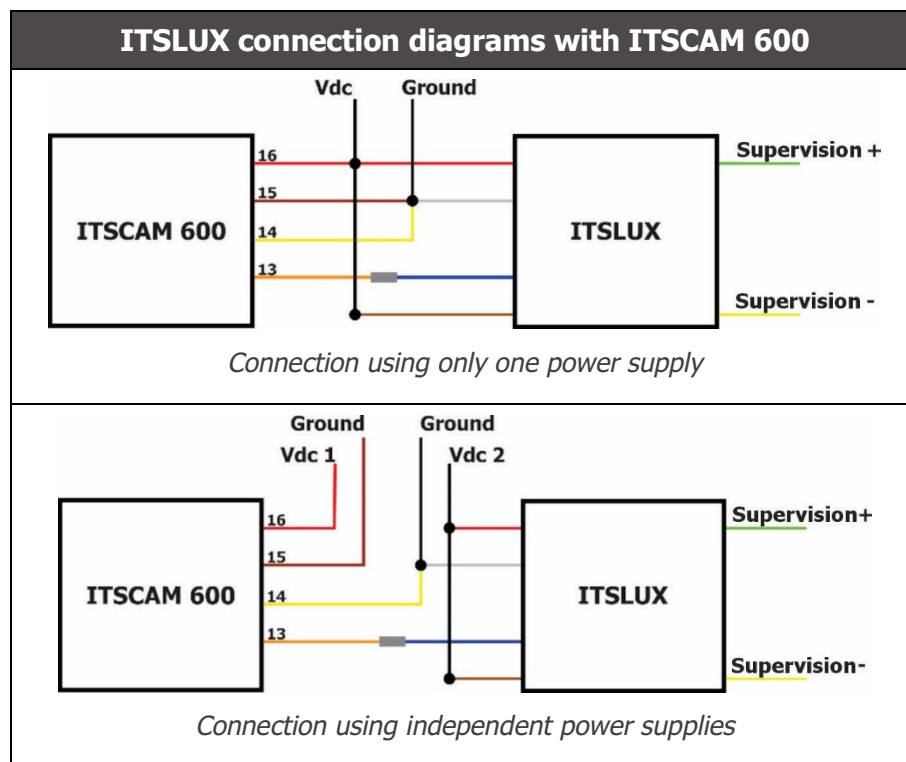 ITSLUX connection diagrams with ITSCAM 600
Vdc Ground
16
15
14
13
ITSCAM 600
ITSLUX
Supervision +
Supervision -
Connection using only one power supply
Ground Ground
Vdc 1 Vdc 2
16
15
14
13
ITSCAM 600
ITSLUX
Supervision+
Supervision-
Connection using independent power supplies